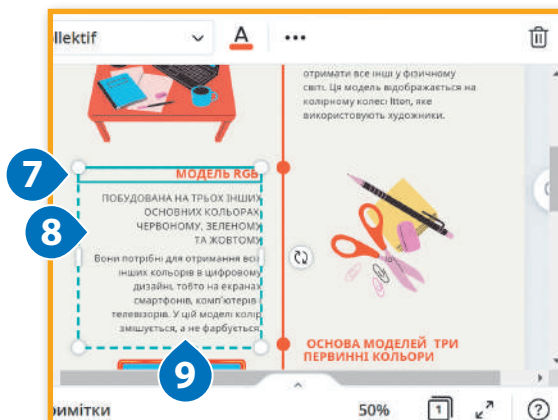 llektif
A
отримати все інші у фізичному
світі. Ця модель відображається на
колірному колесі Itten, яке
використовують художники.
7
МОДЕЛЬ RGB
8
ПОБУДОВАНА НА ТРЬОХ ІНШИХ
ОСНОВНИХ КОЛЬОРАХ
ЧЕРВОНОМУ, ЗЕЛЕНОМУ
ТА ЖОВТОМУ
Вони потрібні для отримання всі
інших кольорів в цифровому
дизайні, тобто на екранах
смартфонів, комп'ютерів і
телевізорів. У цій моделі колір
змішується, а не фарбується.
9
ОСНОВА МОДЕЛЕЙ ТРИ
ПЕРВИННІ КОЛЬОРИ
римітки
50%
1
?